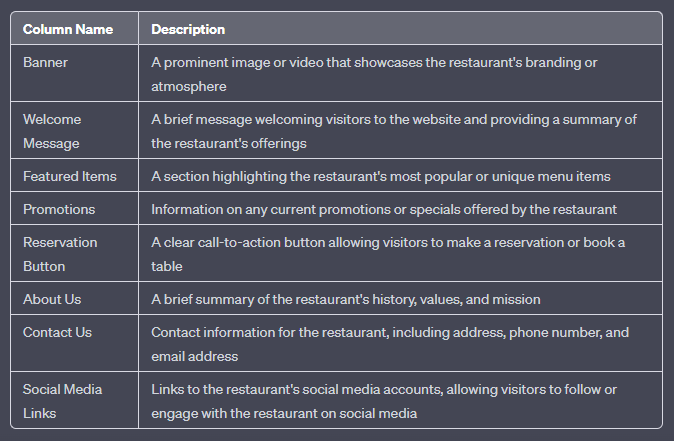 Column Name Description
Banner A prominent image or video that showcases the restaurant's branding or
atmosphere
Welcome A brief message welcoming visitors to the website and providing a summary of
Message the restaurant's offerings
Featured Items A section highlighting the restaurant's most popular or unique menu items
Promotions Information on any current promotions or specials offered by the restaurant
Reservation A clear call-to-action button allowing visitors to make a reservation or book a
Button table
About Us A brief summary of the restaurant's history, values, and mission
Contact Us Contact information for the restaurant, including address, phone number, and
email address
Social Media Links to the restaurant's social media accounts, allowing visitors to follow or
Links engage with the restaurant on social media